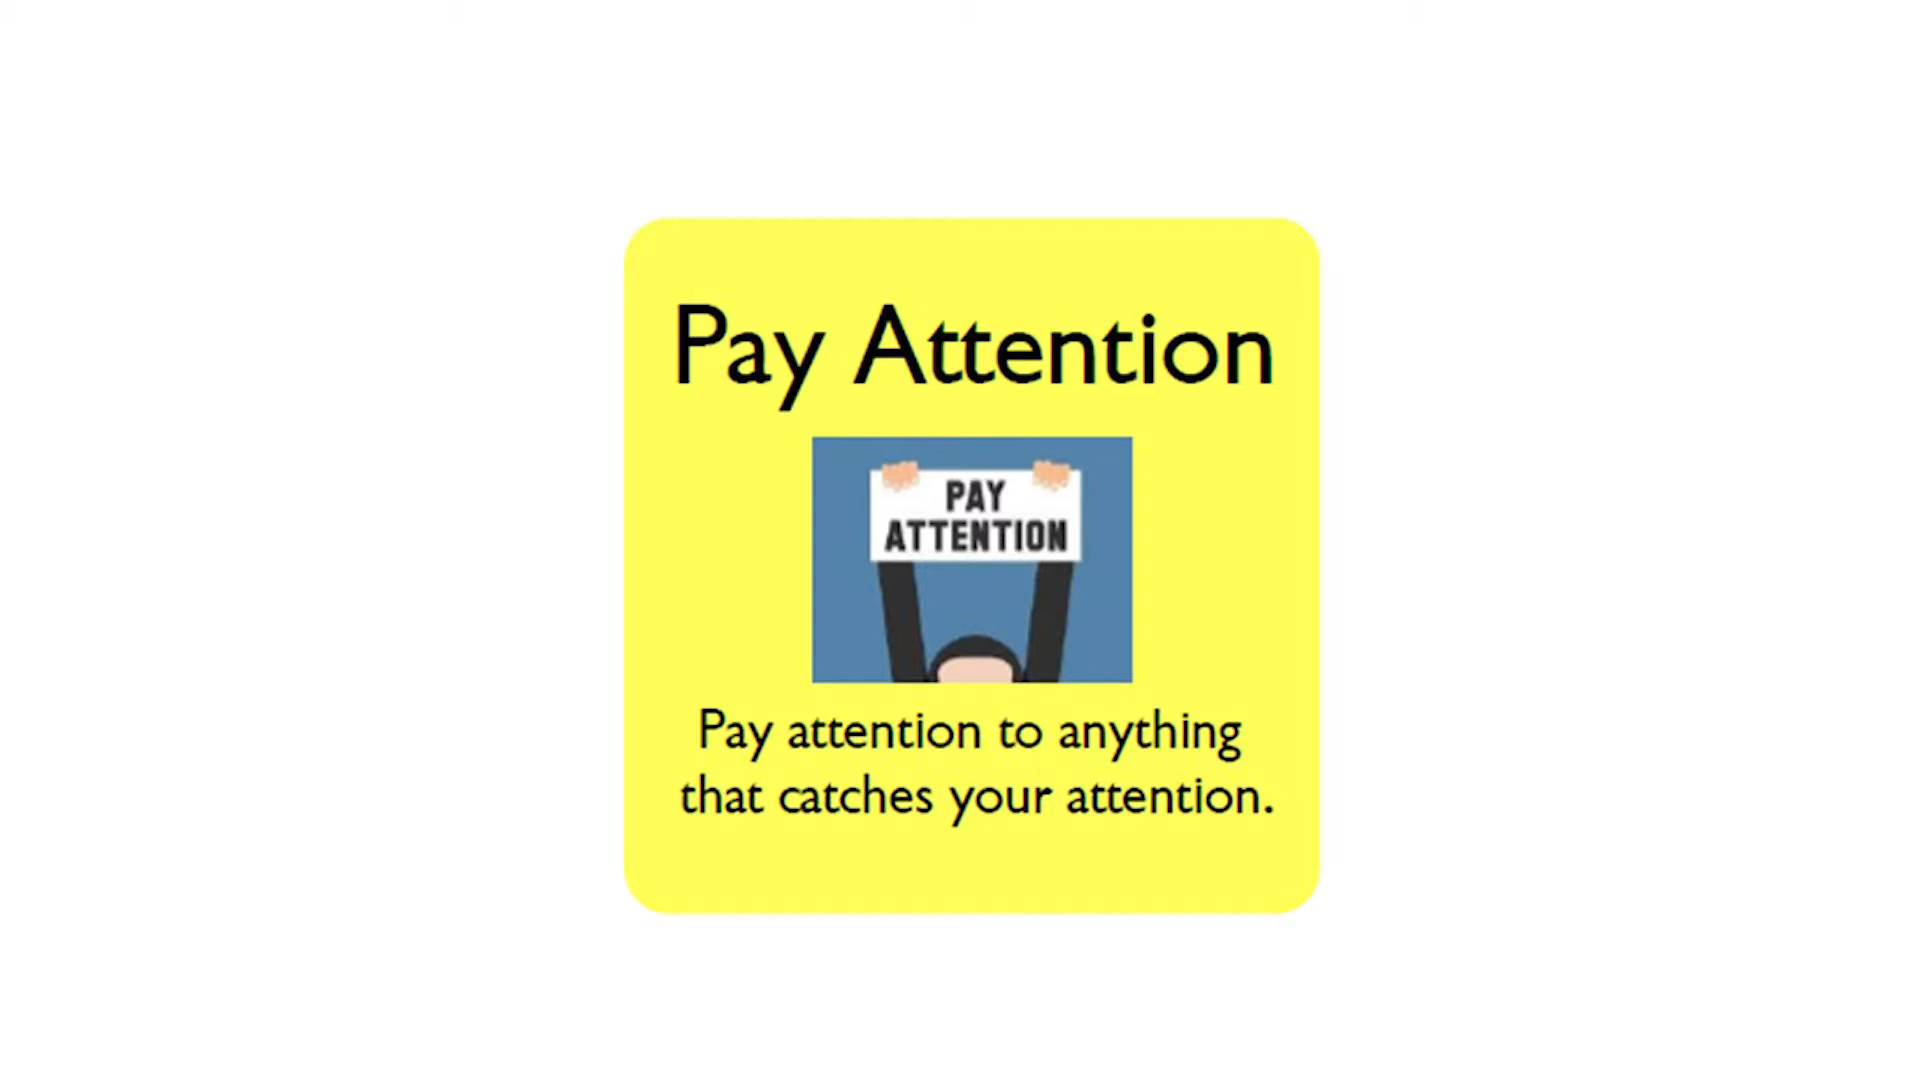 Pay Attention
PAY
ATTENTION
Pay attention to anything
that catches your attention.